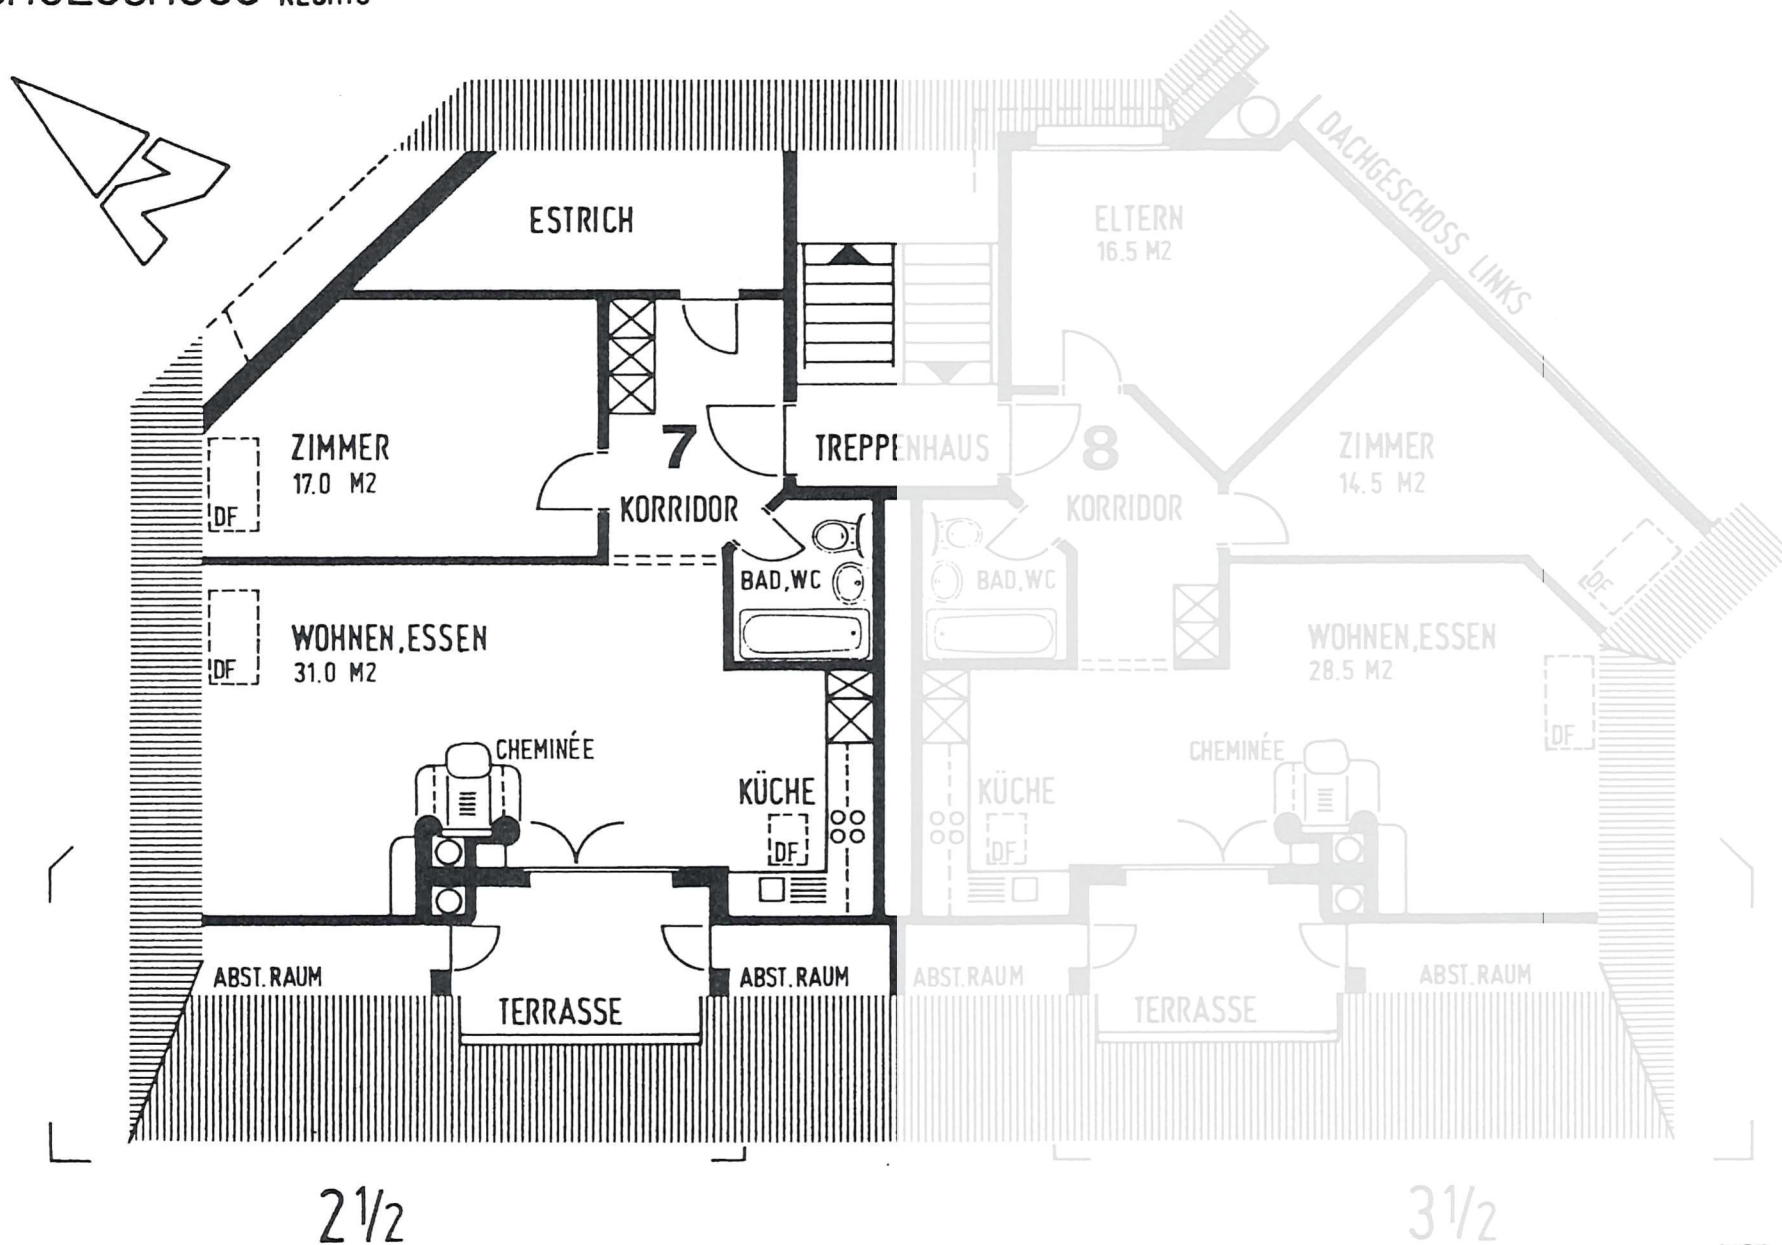 RECHTS
N
ESTRICH
ELTERN
16.5 M2
DACHGESCHOSS LINKS
ZIMMER
17.0 M2
DF
7
KORRIDOR
TREPPENHAUS
8
KORRIDOR
ZIMMER
14.5 M2
DF
BAD,WC
BAD,WC
WOHNEN,ESSEN
31.0 M2
DF
WOHNEN,ESSEN
28.5 M2
DF
CHEMINÉE
KÜCHE
DF
KÜCHE
DF
CHEMINÉE
ABST.RAUM
TERRASSE
ABST.RAUM
ABST.RAUM
TERRASSE
ABST.RAUM
2 1/2
3 1/2